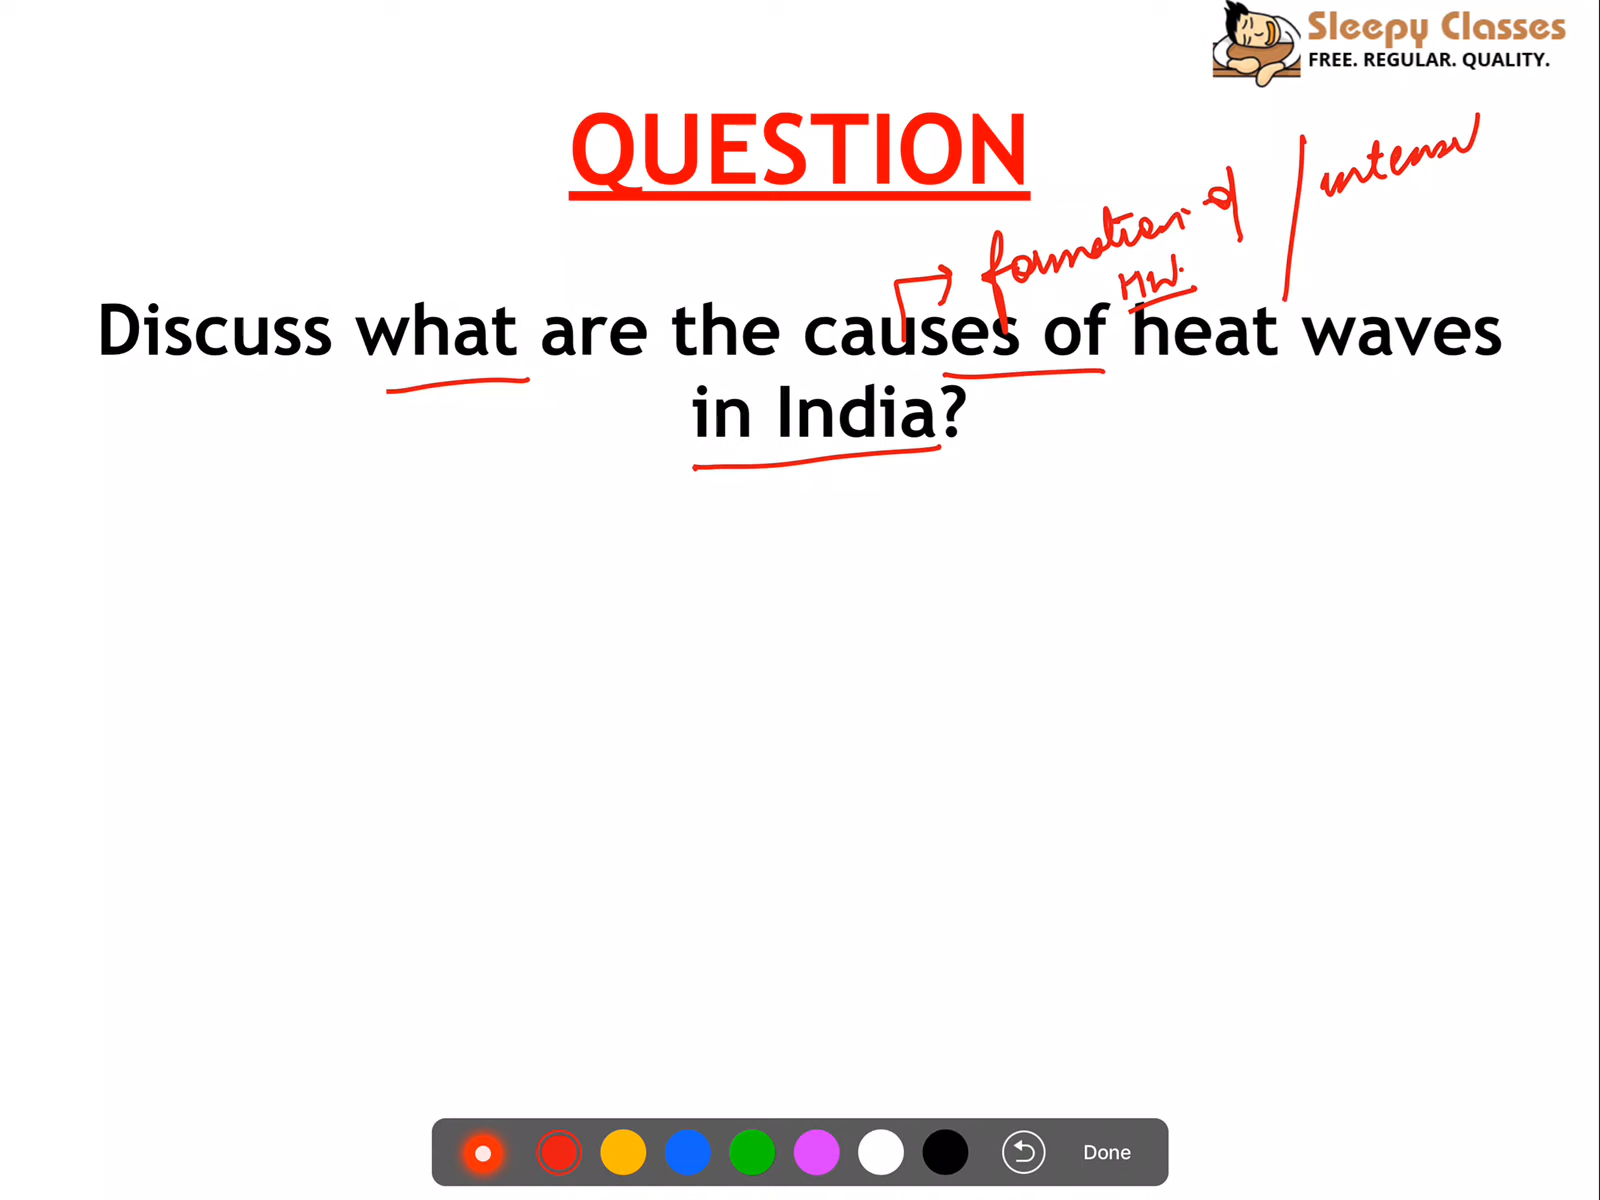 Sleepy Classes
FREE. REGULAR. QUALITY.
QUESTION
formation of / intense
HW.
Discuss what are the causes of heat waves
in India?
Done